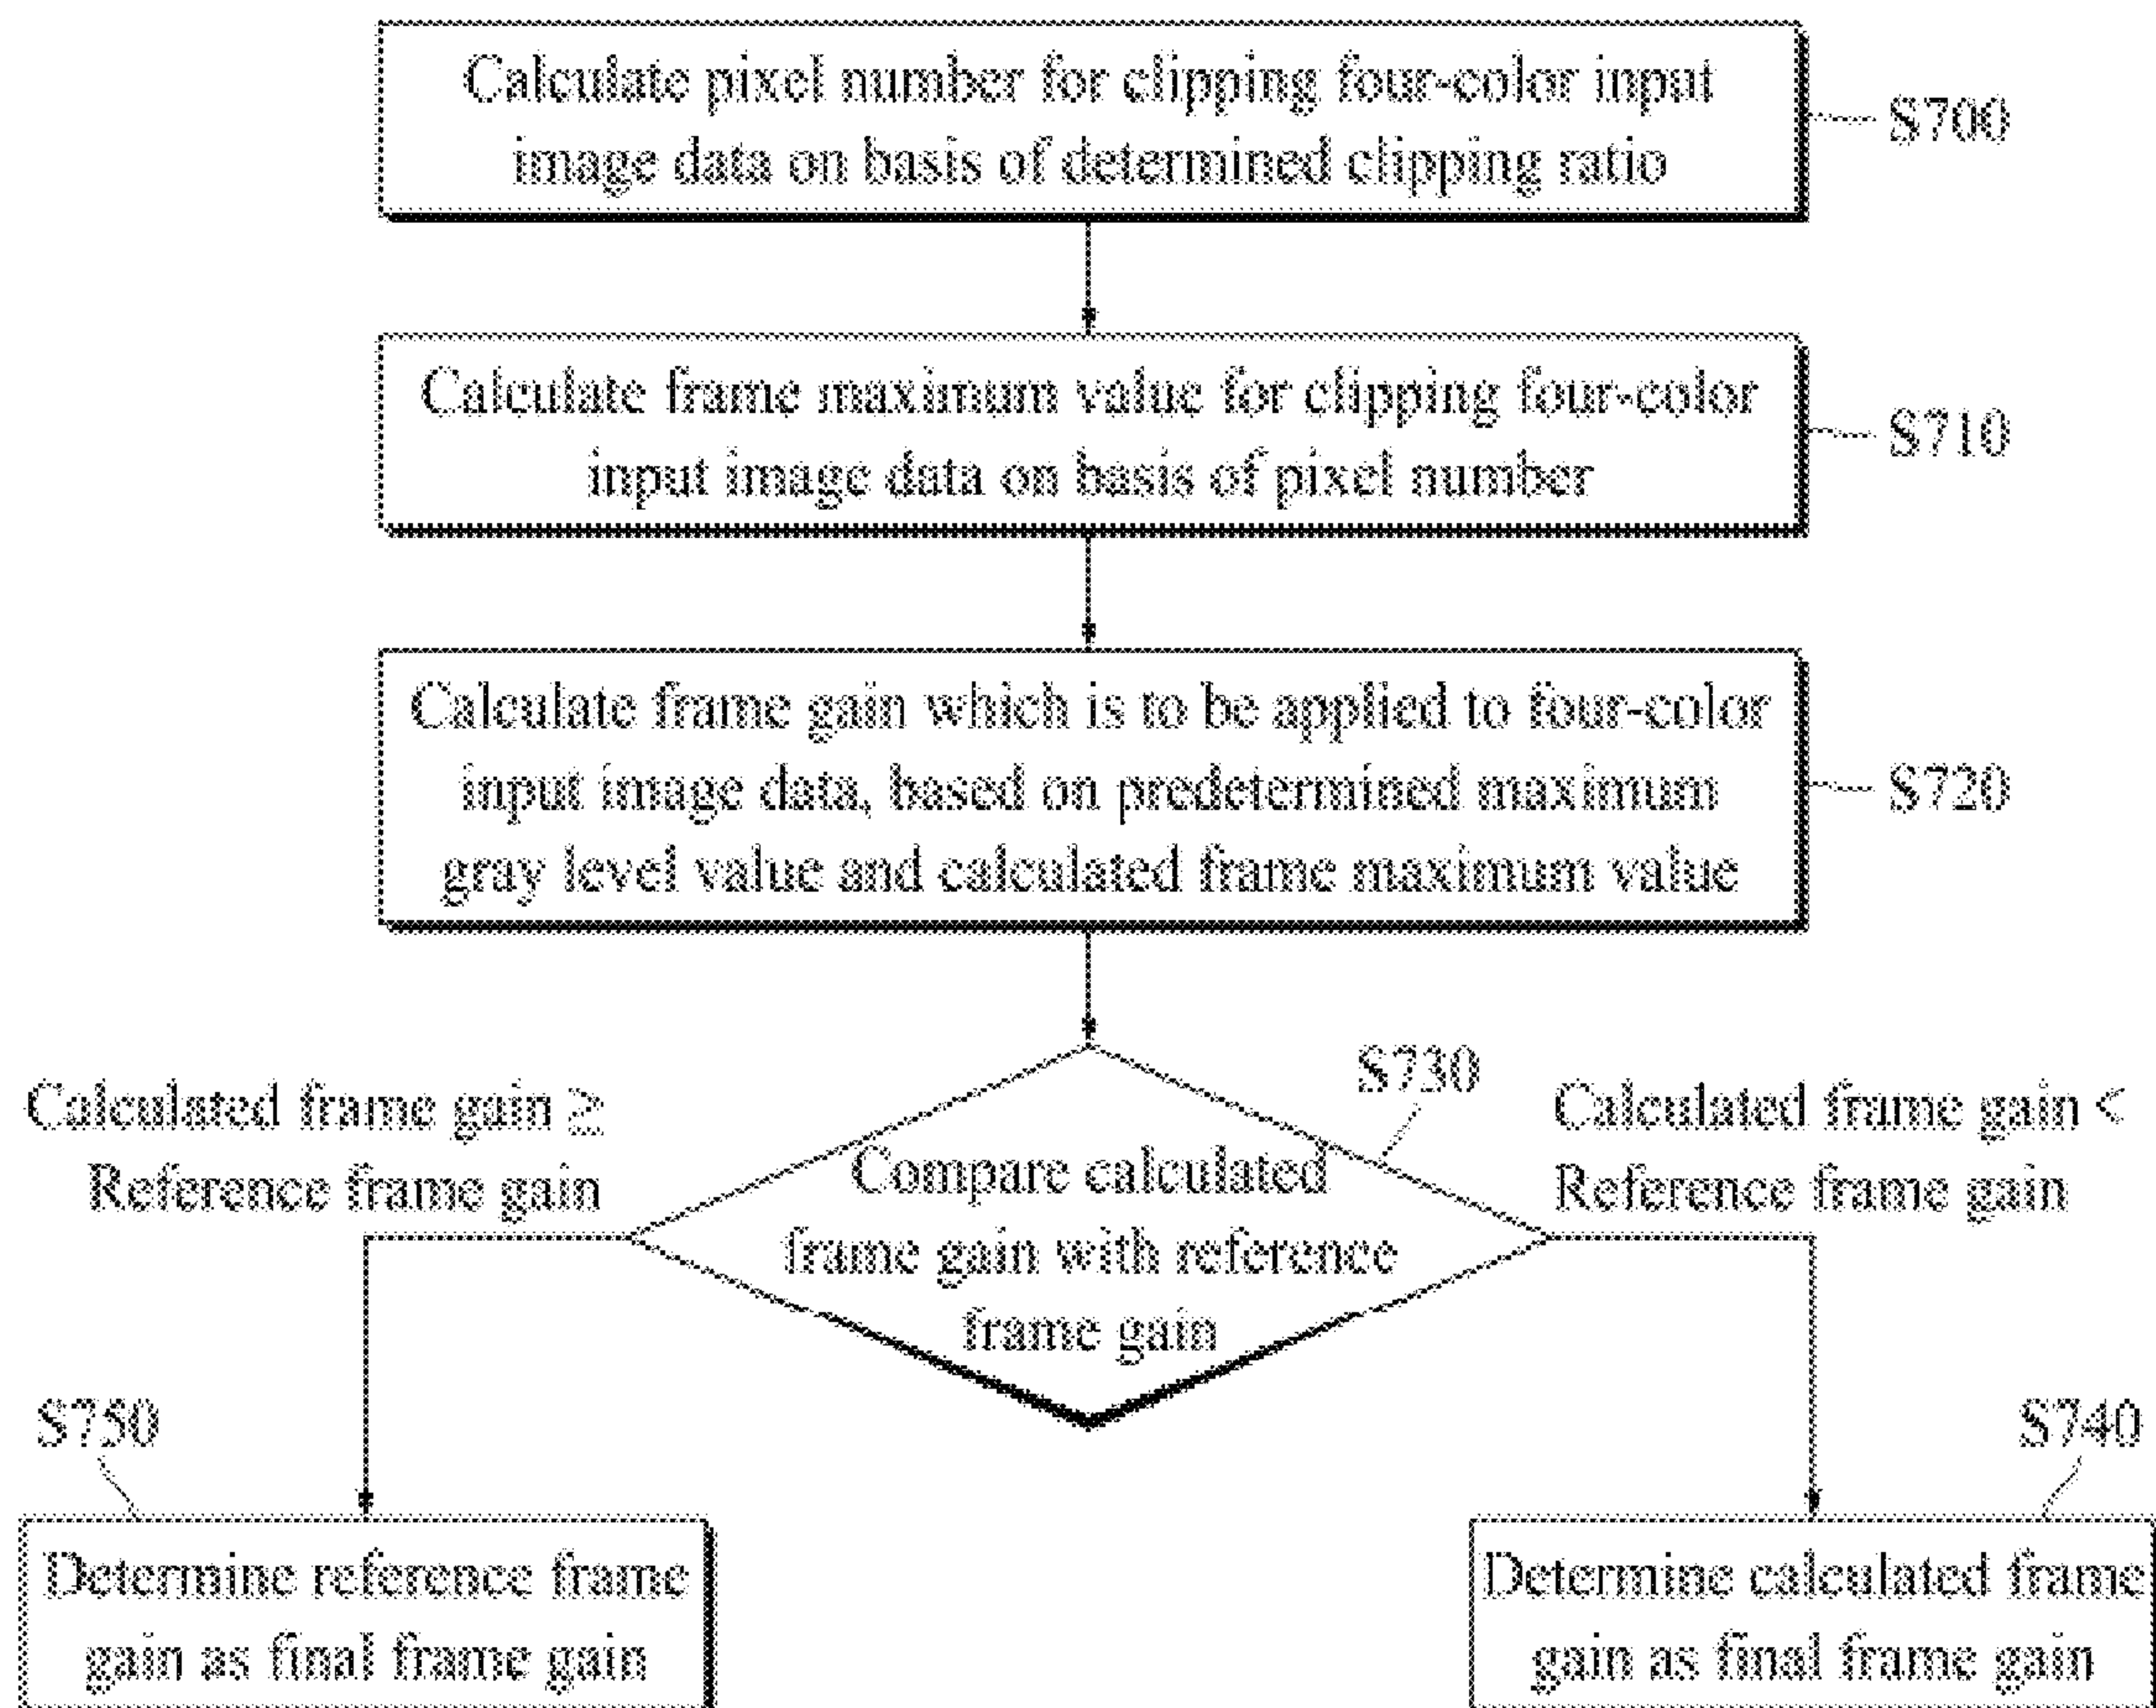 Calculate pixel number for clipping four-color input
image data on basis of determined clipping ratio
S700
Calculate frame maximum value for clipping four-color
input image data on basis of pixel number
S710
Calculate frame gain which is to be applied to four-color
input image data, based on predetermined maximum
gray level value and calculated frame maximum value
S720
Calculated frame gain ≥
Reference frame gain
S730
Compare calculated
frame gain with reference
frame gain
Calculated frame gain <
Reference frame gain
S750
Determine reference frame
gain as final frame gain
S740
Determine calculated frame
gain as final frame gain